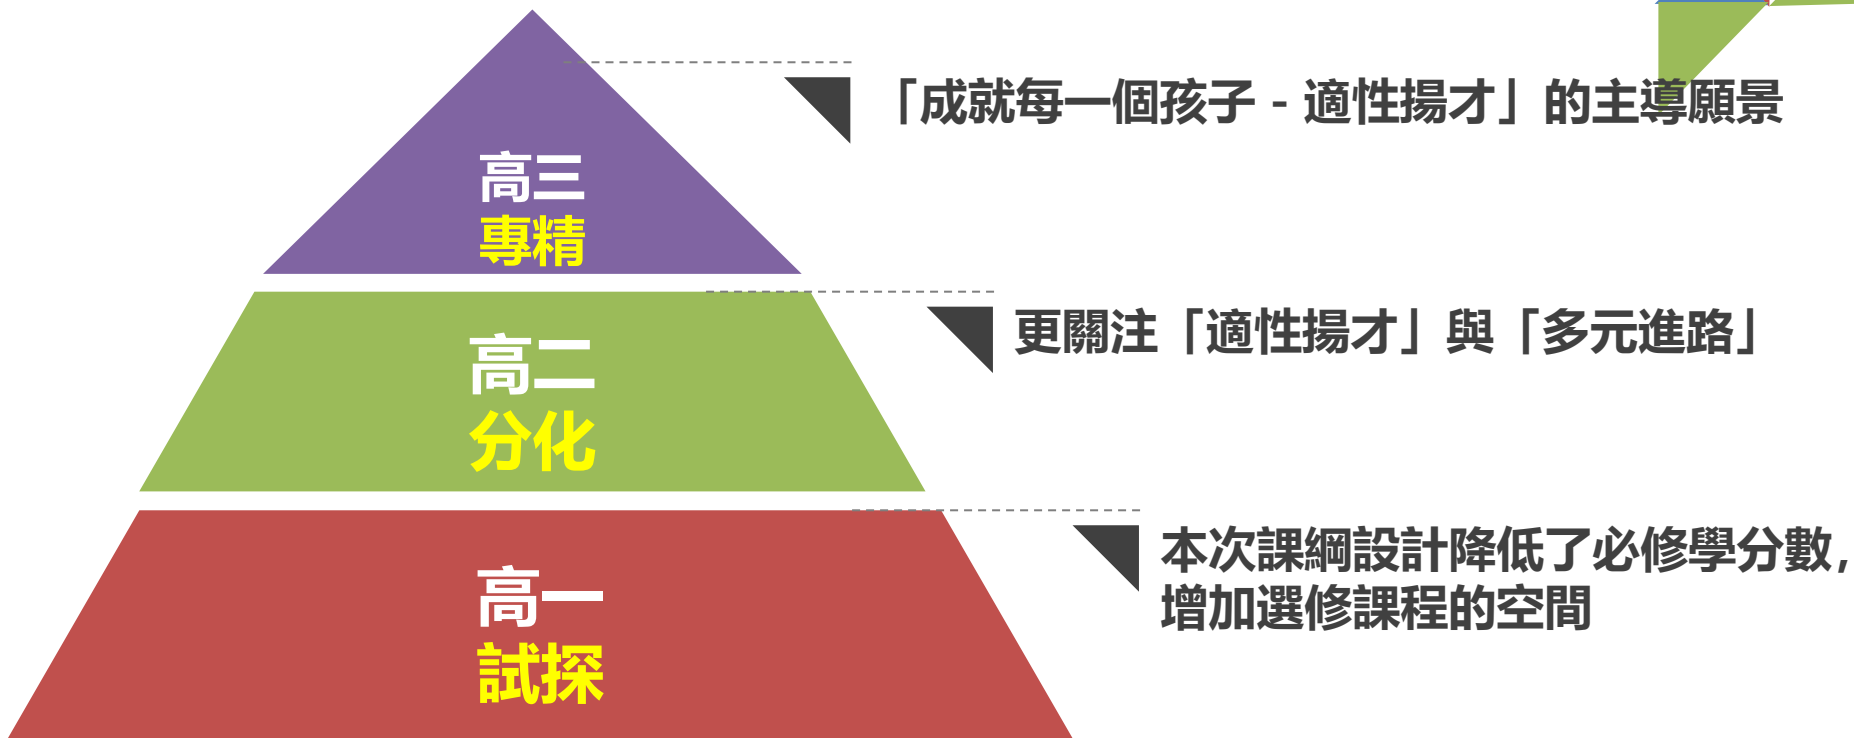 「成就每一個孩子 - 適性揚才」的主導願景
高三
專精
更關注「適性揚才」與「多元進路」
高二
分化
本次課綱設計降低了必修學分數，
增加選修課程的空間
高一
試探